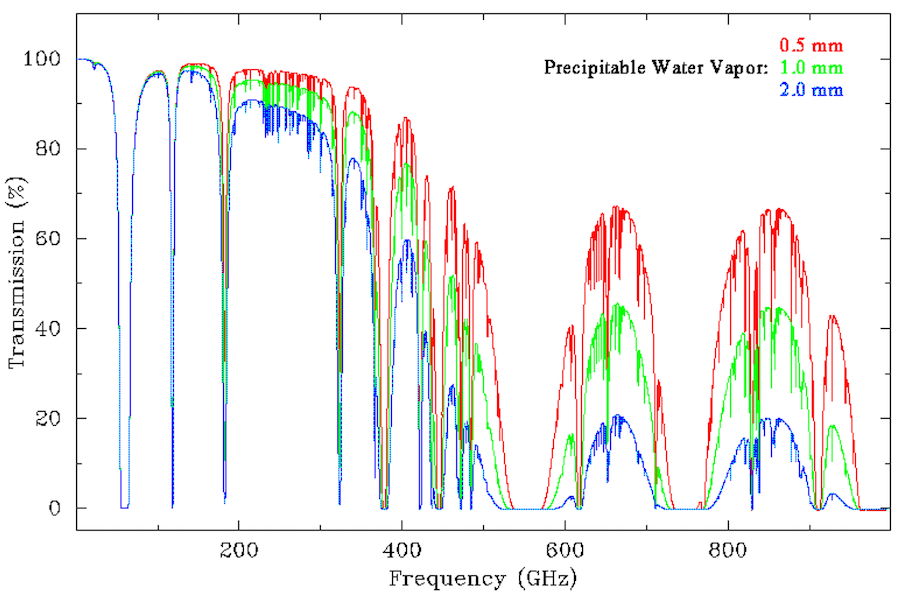 0.5 mm
Precipitable Water Vapor: 1.0 mm
2.0 mm
100
80
60
40
20
0
Transmission (%)
200 400 600 800
Frequency (GHz)